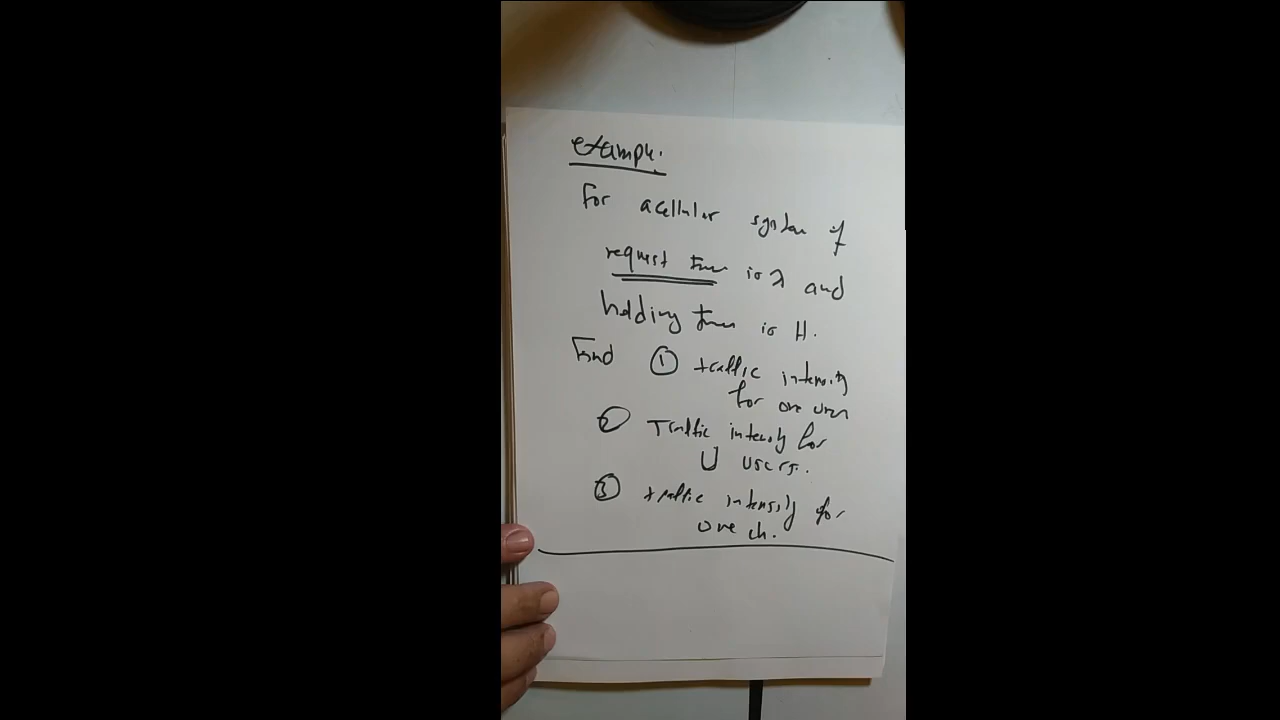 example:
For a cellular system if
request time is λ and
holding time is H.
Find ① traffic intensity
for one user
② Traffic intensity for
U users.
③ traffic intensity for
one ch.